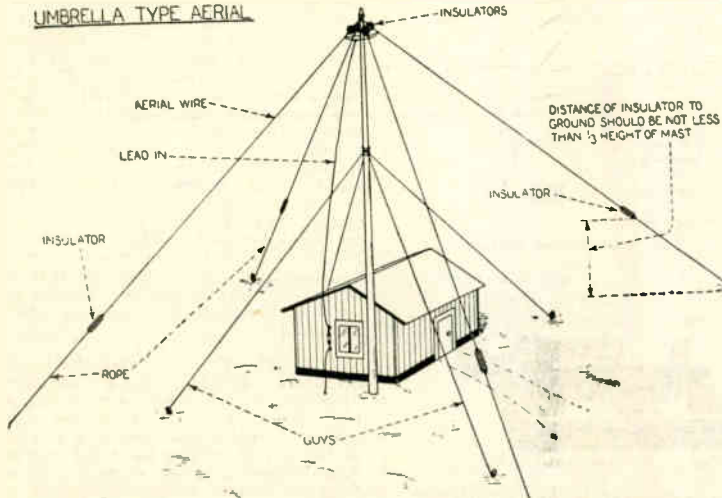 UMBRELLA TYPE AERIAL
INSULATORS
AERIAL WIRE
DISTANCE OF INSULATOR TO
GROUND SHOULD BE NOT LESS
THAN 1/3 HEIGHT OF MAST
LEAD IN
INSULATOR
INSULATOR
ROPE
GUYS